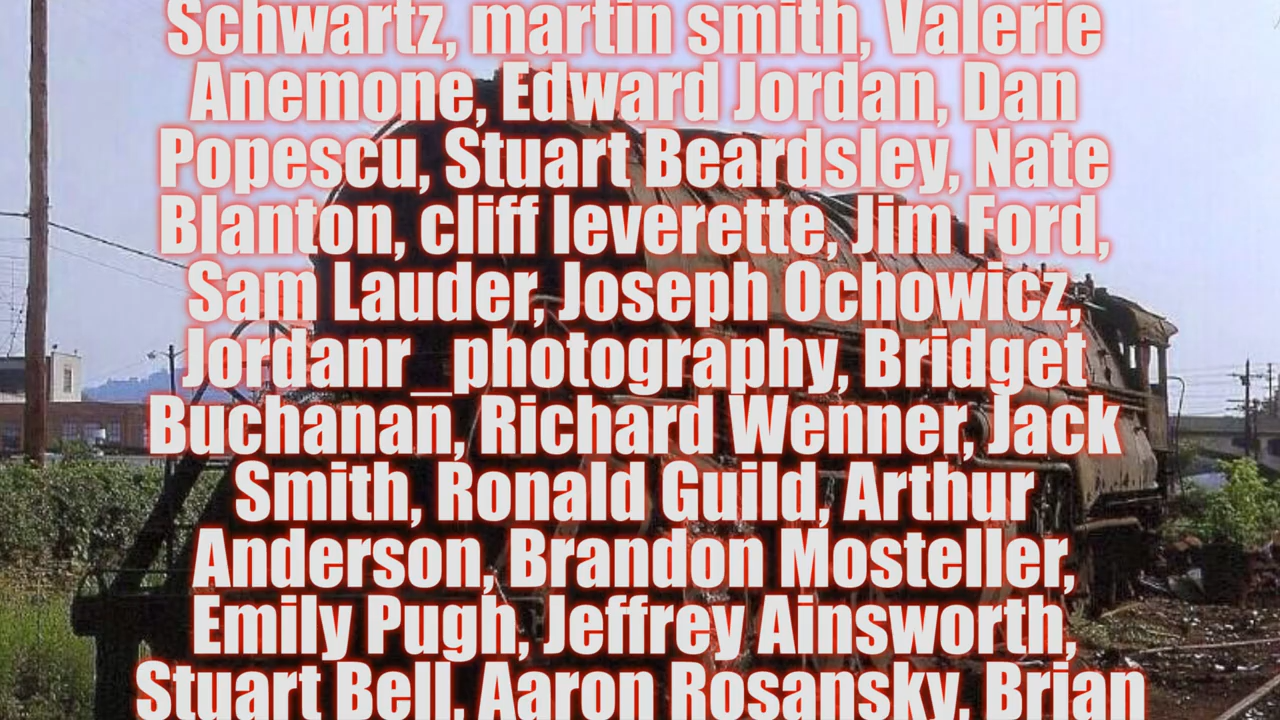 Schwartz, martin smith, Valerie
Anemone, Edward Jordan, Dan
Popescu, Stuart Beardsley, Nate
Blanton, cliff leverette, Jim Ford,
Sam Lauder, Joseph Ochowicz,
Jordanr_photography, Bridget
Buchanan, Richard Wenner, Jack
Smith, Ronald Guild, Arthur
Anderson, Brandon Mosteller,
Emily Pugh, Jeffrey Ainsworth,
Stuart Bell, Aaron Rosansky, Brian